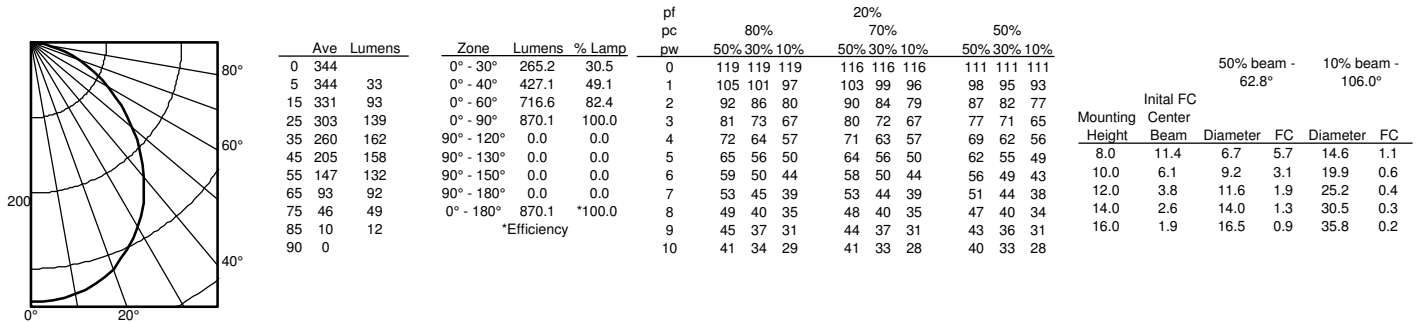 80°
60°
200
40°
0° 20°
Ave Lumens
0 344
5 344 33
15 331 93
25 303 139
35 260 162
45 205 158
55 147 132
65 93 92
75 46 49
85 10 12
90 0
Zone Lumens % Lamp
0° - 30° 265.2 30.5
0° - 40° 427.1 49.1
0° - 60° 716.6 82.4
0° - 90° 870.1 100.0
90° - 120° 0.0 0.0
90° - 130° 0.0 0.0
90° - 150° 0.0 0.0
90° - 180° 0.0 0.0
0° - 180° 870.1 *100.0
*Efficiency
pf 20%
pc 80% 70% 50%
pw 50% 30% 10% 50% 30% 10% 50% 30% 10%
0 119 119 119 116 116 116 111 111 111
1 105 101 97 103 99 96 98 95 93
2 92 86 80 90 84 79 87 82 77
3 81 73 67 80 72 67 77 71 65
4 72 64 57 71 63 57 69 62 56
5 65 56 50 64 56 50 62 55 49
6 59 50 44 58 50 44 56 49 43
7 53 45 39 53 44 39 51 44 38
8 49 40 35 48 40 35 47 40 34
9 45 37 31 44 37 31 43 36 31
10 41 34 29 41 33 28 40 33 28
50% beam - 10% beam -
62.8° 106.0°
Inital FC
Mounting Center
Height Beam Diameter FC Diameter FC
8.0 11.4 6.7 5.7 14.6 1.1
10.0 6.1 9.2 3.1 19.9 0.6
12.0 3.8 11.6 1.9 25.2 0.4
14.0 2.6 14.0 1.3 30.5 0.3
16.0 1.9 16.5 0.9 35.8 0.2